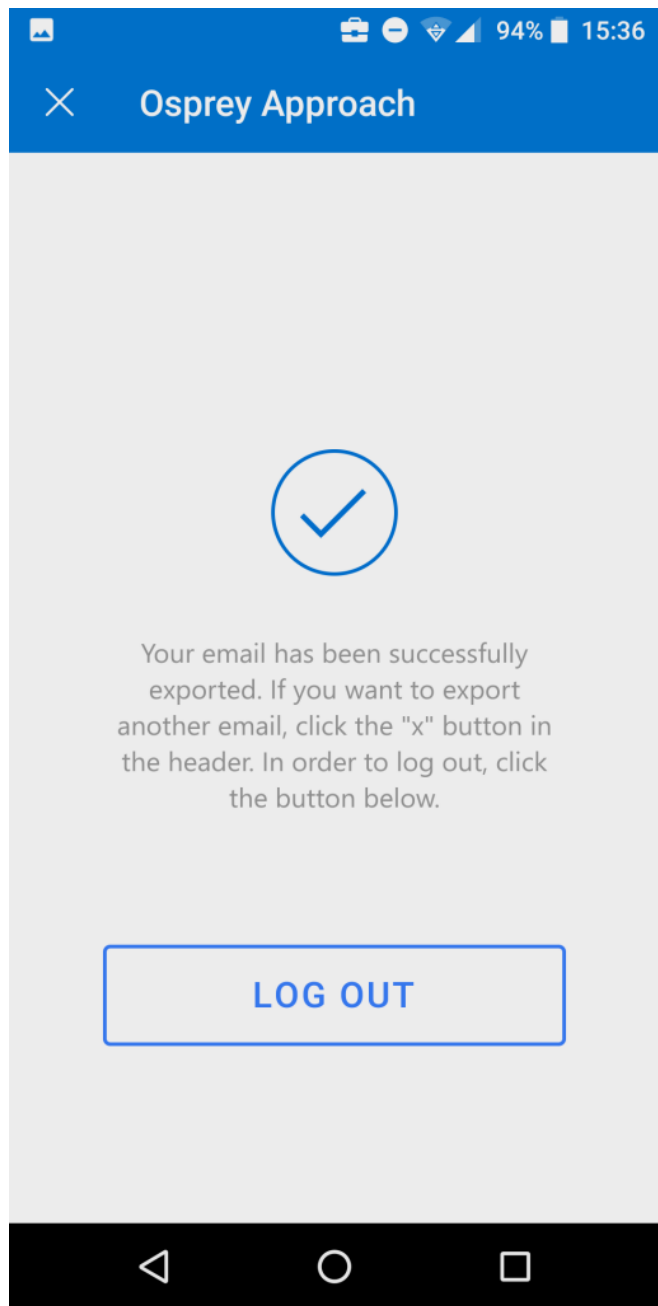 94% 15:36
Osprey Approach
Your email has been successfully
exported. If you want to export
another email, click the "x" button in
the header. In order to log out, click
the button below.
LOG OUT